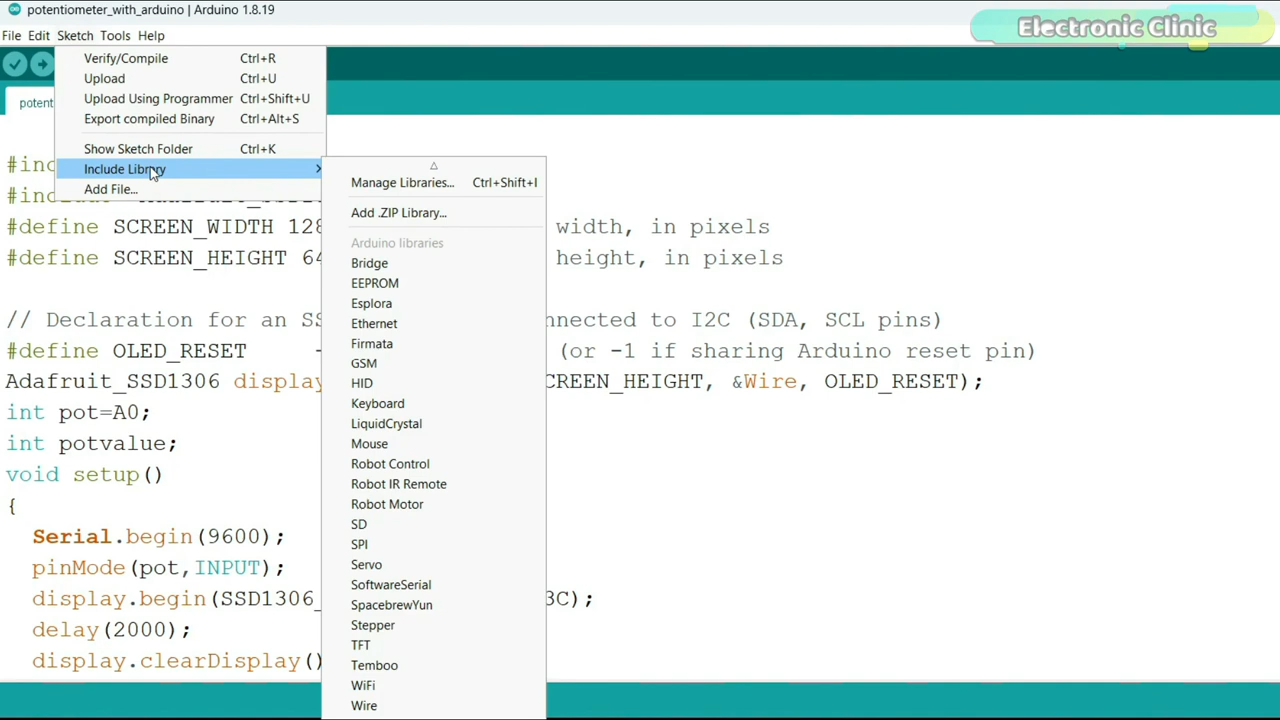 potentiometer_with_arduino | Arduino 1.8.19
Electronic Clinic
File Edit Sketch Tools Help
Verify/Compile Ctrl+R
Upload Ctrl+U
Upload Using Programmer Ctrl+Shift+U
Export compiled Binary Ctrl+Alt+S
Show Sketch Folder Ctrl+K
Include Library
Add File...
Manage Libraries... Ctrl+Shift+I
Add .ZIP Library...
Arduino libraries
Bridge
EEPROM
Esplora
Ethernet
Firmata
GSM
HID
Keyboard
LiquidCrystal
Mouse
Robot Control
Robot IR Remote
Robot Motor
SD
SPI
Servo
SoftwareSerial
SpacebrewYun
Stepper
TFT
Temboo
WiFi
Wire
potent
#inc
#inclu
#define SCREEN_WIDTH 128 width, in pixels
#define SCREEN_HEIGHT 64 height, in pixels
// Declaration for an SS nnected to I2C (SDA, SCL pins)
#define OLED_RESET - (or -1 if sharing Arduino reset pin)
Adafruit_SSD1306 display CREEN_HEIGHT, &Wire, OLED_RESET);
int pot=A0;
int potvalue;
void setup()
{
Serial.begin(9600);
pinMode(pot,INPUT);
display.begin(SSD1306_ 3C);
delay(2000);
display.clearDisplay()